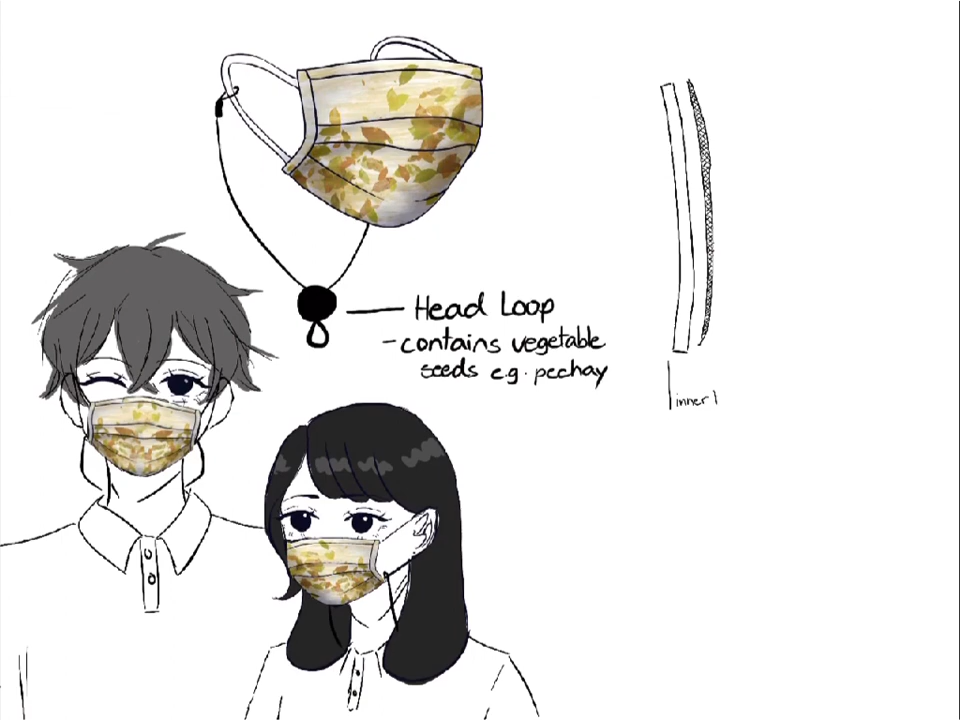 Head Loop
- contains vegetable
seeds e.g. pechay
inner